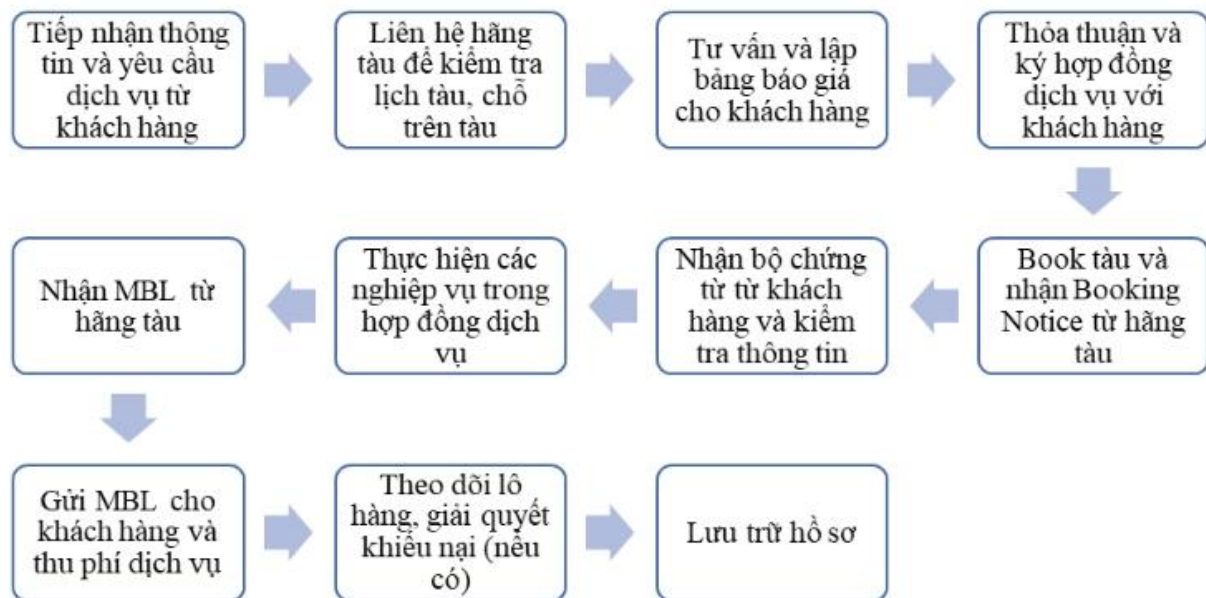 Tiếp nhận thông
tin và yêu cầu
dịch vụ từ
khách hàng
Liên hệ hãng
tàu để kiểm tra
lịch tàu, chỗ
trên tàu
Tư vấn và lập
bảng báo giá
cho khách hàng
Thỏa thuận và
ký hợp đồng
dịch vụ với
khách hàng
Book tàu và
nhận Booking
Notice từ hãng
tàu
Nhận bộ chứng
từ từ khách
hàng và kiểm
tra thông tin
Thực hiện các
nghiệp vụ trong
hợp đồng dịch
vụ
Nhận MBL từ
hãng tàu
Gửi MBL cho
khách hàng và
thu phí dịch vụ
Theo dõi lô
hàng, giải quyết
khiếu nại (nếu
có)
Lưu trữ hồ sơ